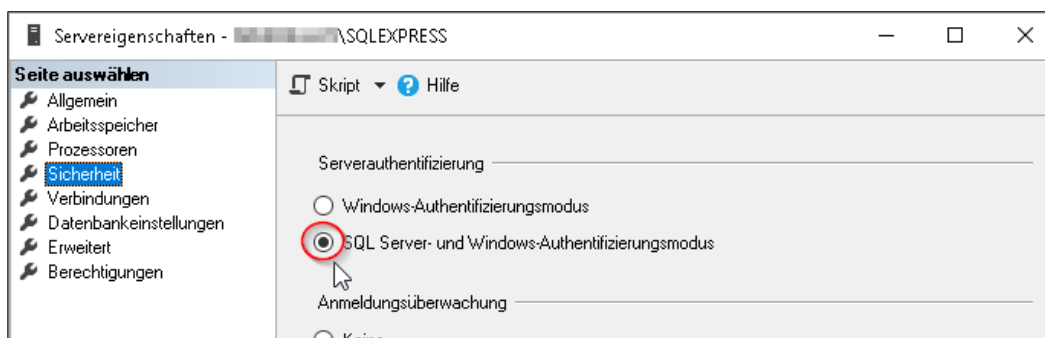 Servereigenschaften - \SQLEXPRESS
Seite auswählen
Allgemein
Arbeitsspeicher
Prozessoren
Sicherheit
Verbindungen
Datenbankeinstellungen
Erweitert
Berechtigungen
Skript
Hilfe
Serverauthentifizierung
Windows-Authentifizierungsmodus
SQL Server- und Windows-Authentifizierungsmodus
Anmeldungsüberwachung